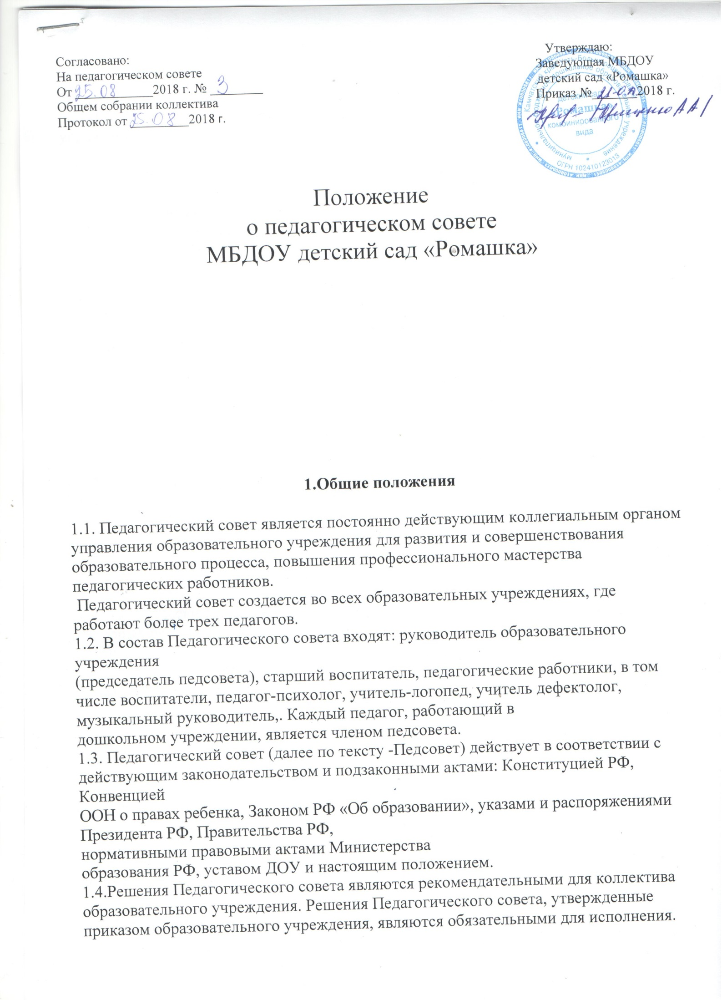 Согласовано:
На педагогическом совете
От 25.08 2018 г. № 3
Общем собрании коллектива
Протокол от 25.08 2018 г.
Утверждаю:
Заведующая МБДОУ
детский сад «Ромашка»
Приказ № 2018 г.
детский сад
«Ромашка»
комбинированного
вида
ОГРН 102410123013
Положение
о педагогическом совете
МБДОУ детский сад «Ромашка»
1.Общие положения
1.1. Педагогический совет является постоянно действующим коллегиальным органом
управления образовательного учреждения для развития и совершенствования
образовательного процесса, повышения профессионального мастерства
педагогических работников.
Педагогический совет создается во всех образовательных учреждениях, где
работают более трех педагогов.
1.2. В состав Педагогического совета входят: руководитель образовательного
учреждения
(председатель педсовета), старший воспитатель, педагогические работники, в том
числе воспитатели, педагог-психолог, учитель-логопед, учитель дефектолог,
музыкальный руководитель,. Каждый педагог, работающий в
дошкольном учреждении, является членом педсовета.
1.3. Педагогический совет (далее по тексту -Педсовет) действует в соответствии с
действующим законодательством и подзаконными актами: Конституцией РФ,
Конвенцией
ООН о правах ребенка, Законом РФ «Об образовании», указами и распоряжениями
Президента РФ, Правительства РФ,
нормативными правовыми актами Министерства
образования РФ, уставом ДОУ и настоящим положением.
1.4.Решения Педагогического совета являются рекомендательными для коллектива
образовательного учреждения. Решения Педагогического совета, утвержденные
приказом образовательного учреждения, являются обязательными для исполнения.